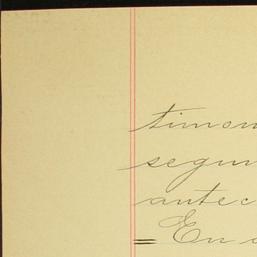 timon
segun
antec
= En